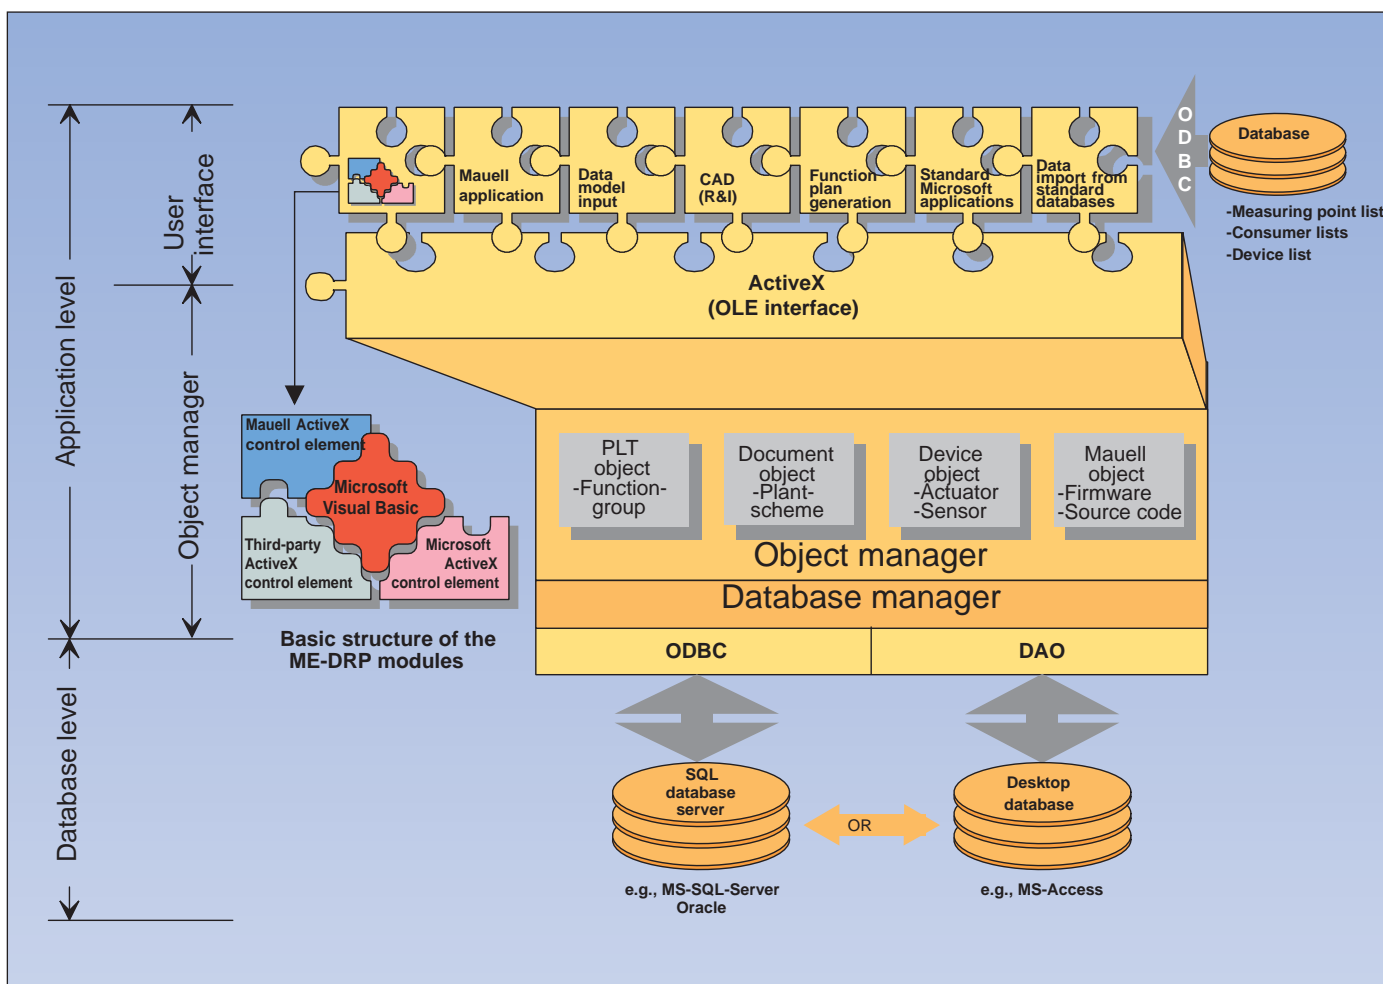 Application level
User
interface
Object manager
Database level
Mauell
application
Data
model
input
CAD
(R&I)
Function
plan
generation
Standard
Microsoft
applications
Data
import from
standard
databases
O
D
B
C
Database
-Measuring point list
-Consumer lists
-Device list
ActiveX
(OLE interface)
Mauell ActiveX
control element
Microsoft
Visual Basic
Third-party
ActiveX
control element
Microsoft
ActiveX
control element
Basic structure of the
ME-DRP modules
PLT
object
-Function-
group
Document
object
-Plant-
scheme
Device
object
-Actuator
-Sensor
Mauell
object
-Firmware
-Source code
Object manager
Database manager
ODBC
DAO
SQL
database
server
OR
Desktop
database
e.g., MS-SQL-Server
Oracle
e.g., MS-Access